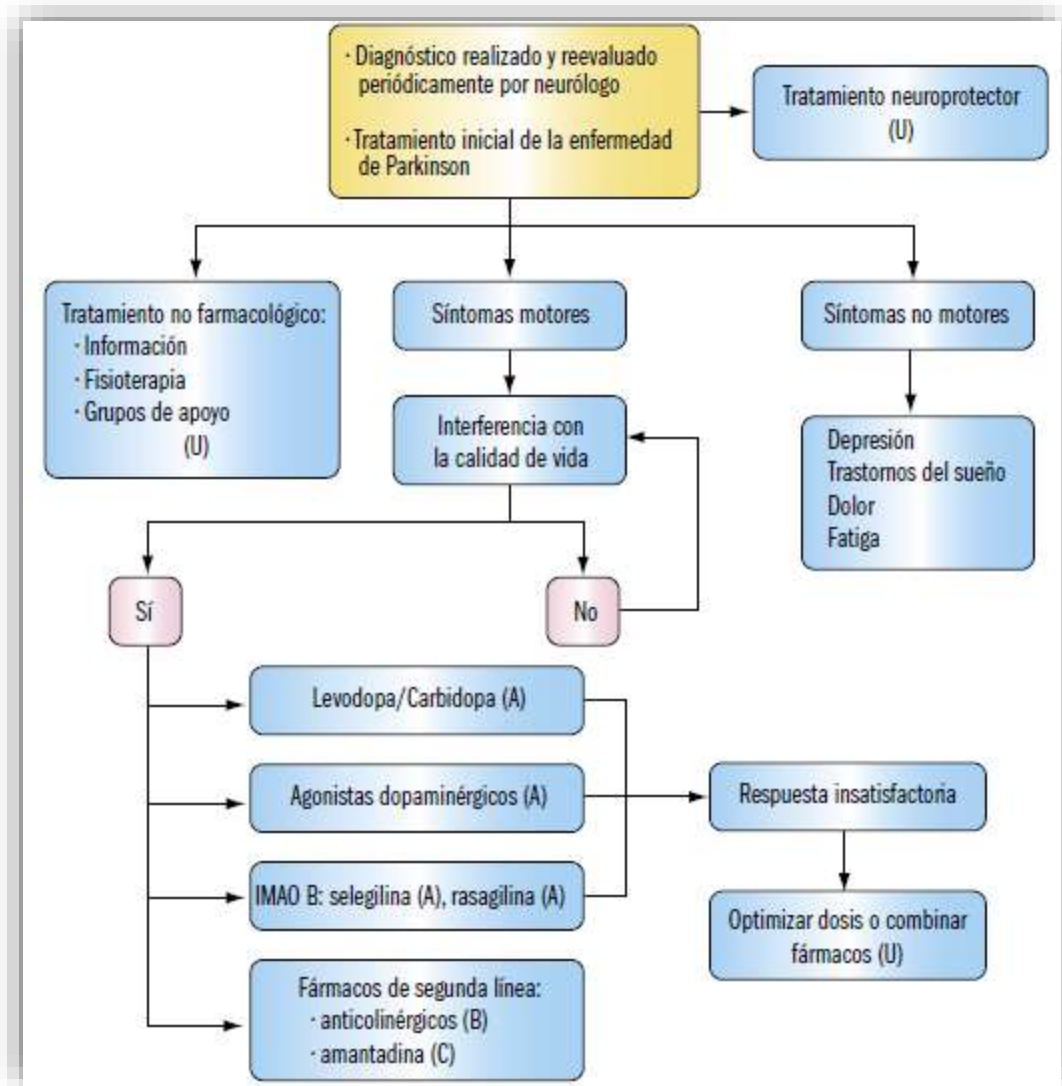 · Diagnóstico realizado y reevaluado
periódicamente por neurólogo
· Tratamiento inicial de la enfermedad
de Parkinson
Tratamiento neuroprotector
(U)
Tratamiento no farmacológico:
· Información
· Fisioterapia
· Grupos de apoyo
(U)
Síntomas motores
Síntomas no motores
Interferencia con
la calidad de vida
Depresión
Trastornos del sueño
Dolor
Fatiga
Sí
No
Levodopa/Carbidopa (A)
Agonistas dopaminérgicos (A)
Respuesta insatisfactoria
IMAO B: selegilina (A), rasagilina (A)
Optimizar dosis o combinar
fármacos (U)
Fármacos de segunda línea:
· anticolinérgicos (B)
· amantadina (C)